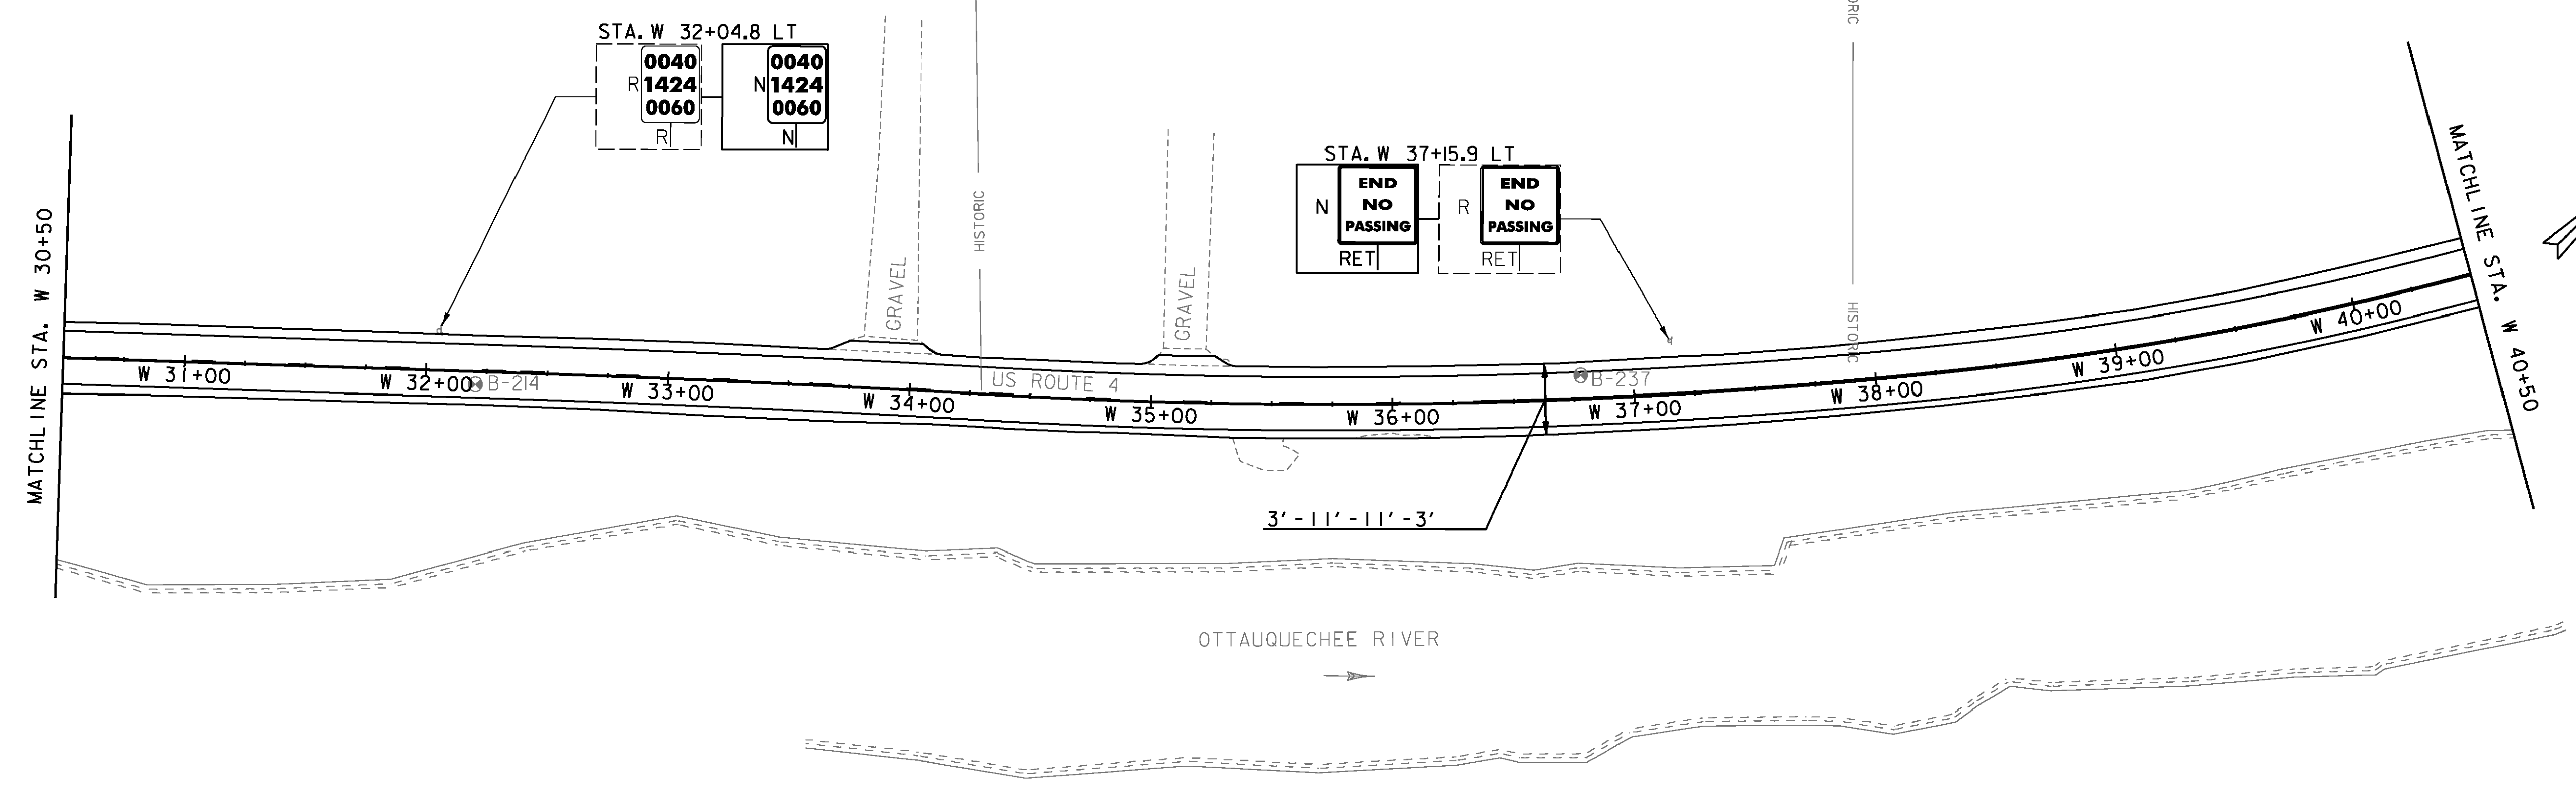 STA. W 32+04.8 LT
R
0040
1424
0060
R
N
0040
1424
0060
N
STA. W 37+15.9 LT
N
END
NO
PASSING
RET
R
END
NO
PASSING
RET
MATCHLINE STA. W 30+50
GRAVEL
HISTORIC
GRAVEL
HISTORIC
MATCHLINE STA. W 40+50
W 31+00
W 32+00
B-214
W 33+00
W 34+00
US ROUTE 4
W 35+00
W 36+00
B-237
W 37+00
W 38+00
W 39+00
W 40+00
3'-11'-11'-3'
OTTAUQUECHEE RIVER